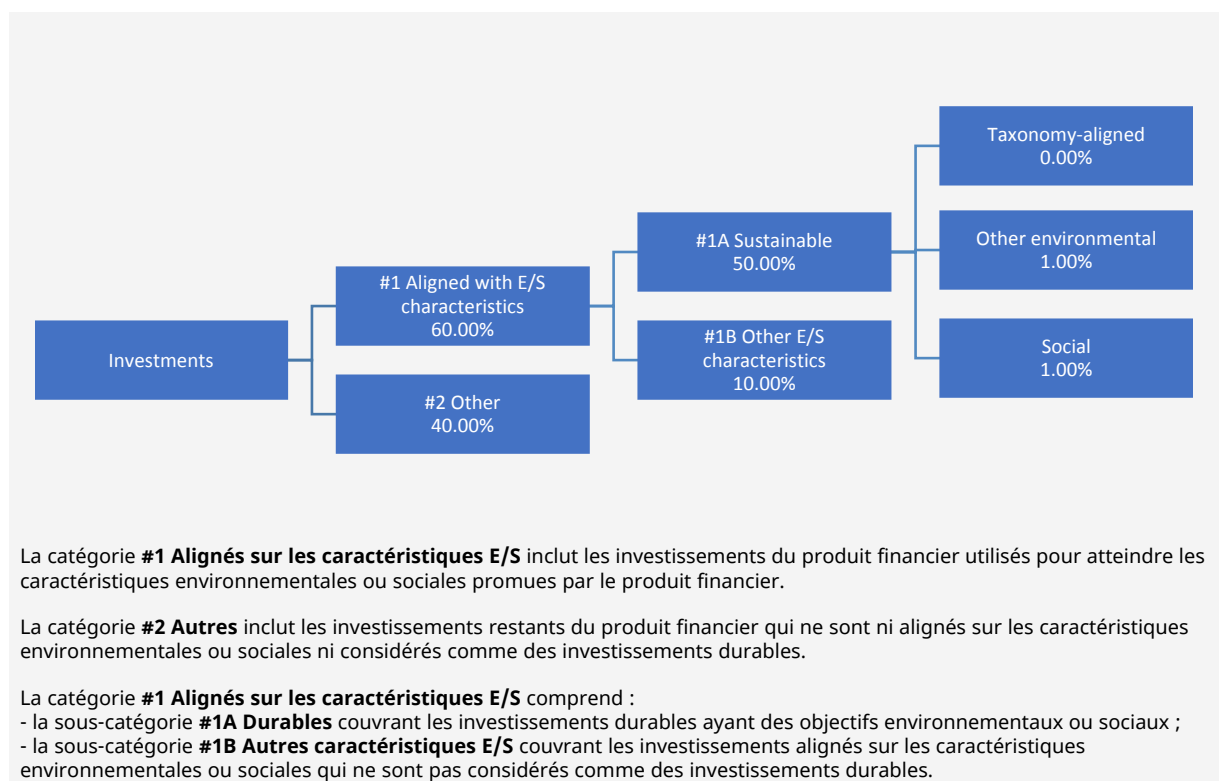 Investments
#1 Aligned with E/S
characteristics
60.00%
#2 Other
40.00%
#1A Sustainable
50.00%
#1B Other E/S
characteristics
10.00%
Taxonomy-aligned
0.00%
Other environmental
1.00%
Social
1.00%
La catégorie #1 Alignés sur les caractéristiques E/S inclut les investissements du produit financier utilisés pour atteindre les
caractéristiques environnementales ou sociales promues par le produit financier.
La catégorie #2 Autres inclut les investissements restants du produit financier qui ne sont ni alignés sur les caractéristiques
environnementales ou sociales ni considérés comme des investissements durables.
La catégorie #1 Alignés sur les caractéristiques E/S comprend :
- la sous-catégorie #1A Durables couvrant les investissements durables ayant des objectifs environnementaux ou sociaux ;
- la sous-catégorie #1B Autres caractéristiques E/S couvrant les investissements alignés sur les caractéristiques
environnementales ou sociales qui ne sont pas considérés comme des investissements durables.